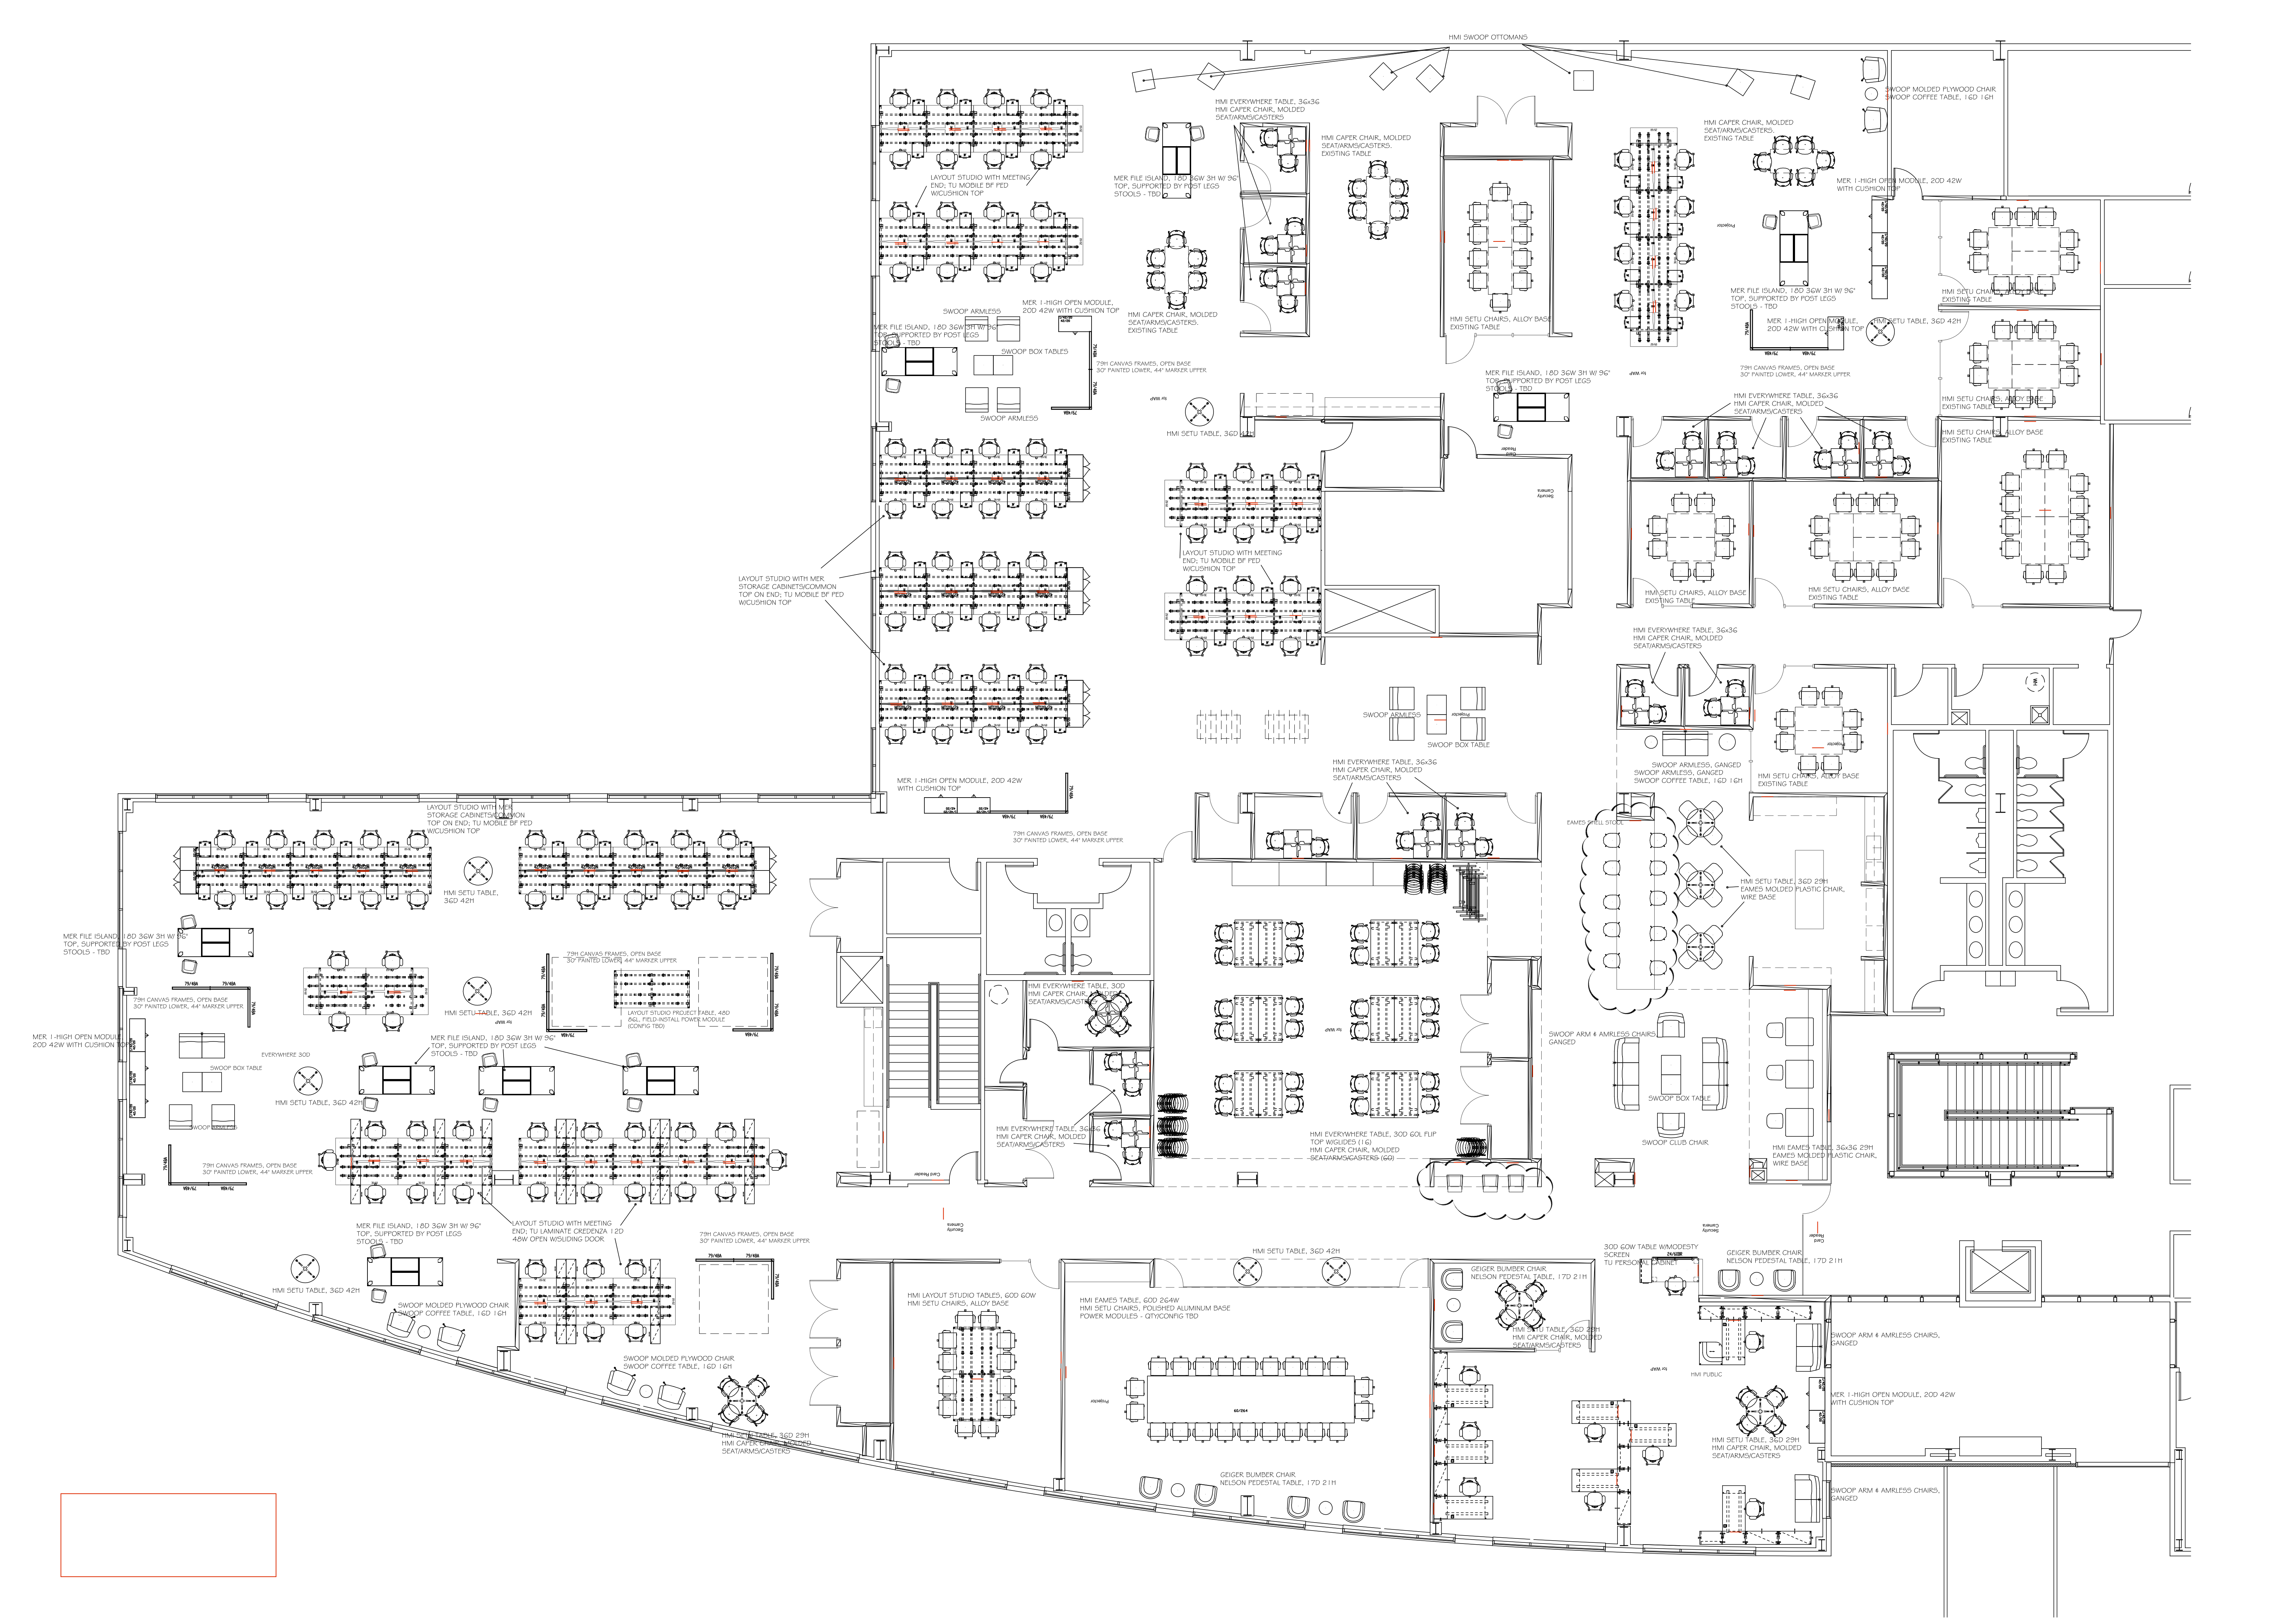 HMI SWOOP OTTOMANS
SWOOP MOLDED PLYWOOD CHAIR
SWOOP COFFEE TABLE, 16D 16H
HMI EVERYWHERE TABLE, 36x36
HMI CAPER CHAIR, MOLDED
SEAT/ARMS/CASTERS
HMI CAPER CHAIR, MOLDED
SEAT/ARMS/CASTERS.
EXISTING TABLE
HMI CAPER CHAIR, MOLDED
SEAT/ARMS/CASTERS.
EXISTING TABLE
LAYOUT STUDIO WITH MEETING
END; TU MOBILE BF PED
W/CUSHION TOP
MER FILE ISLAND, 18D 36W 3H W/ 96"
TOP, SUPPORTED BY POST LEGS
STOOLS - TBD
MER 1-HIGH OPEN MODULE, 20D 42W
WITH CUSHION TOP
Projector
MER 1-HIGH OPEN MODULE,
20D 42W WITH CUSHION TOP
SWOOP ARMLESS
MER FILE ISLAND, 18D 36W 3H W/ 96"
TOP, SUPPORTED BY POST LEGS
STOOLS - TBD
SWOOP BOX TABLES
HMI CAPER CHAIR, MOLDED
SEAT/ARMS/CASTERS.
EXISTING TABLE
HMI SETU CHAIRS, ALLOY BASE
EXISTING TABLE
MER FILE ISLAND, 18D 36W 3H W/ 96"
TOP, SUPPORTED BY POST LEGS
STOOLS - TBD
HMI SETU CHAIRS, ALLOY BASE
EXISTING TABLE
MER 1-HIGH OPEN MODULE,
20D 42W WITH CUSHION TOP
HMI SETU TABLE, 36D 42H
79H CANVAS FRAMES, OPEN BASE
30" PAINTED LOWER, 44" MARKER UPPER
79H CANVAS FRAMES, OPEN BASE
30" PAINTED LOWER, 44" MARKER UPPER
for WAP
for WAP
MER FILE ISLAND, 18D 36W 3H W/ 96"
TOP, SUPPORTED BY POST LEGS
STOOLS - TBD
SWOOP ARMLESS
HMI SETU TABLE, 36D 42H
HMI EVERYWHERE TABLE, 36x36
HMI CAPER CHAIR, MOLDED
SEAT/ARMS/CASTERS
HMI SETU CHAIRS, ALLOY BASE
EXISTING TABLE
HMI SETU CHAIRS, ALLOY BASE
EXISTING TABLE
Card
Reader
Security
Camera
LAYOUT STUDIO WITH MEETING
END; TU MOBILE BF PED
W/CUSHION TOP
LAYOUT STUDIO WITH MER
STORAGE CABINETS/COMMON
TOP ON END; TU MOBILE BF PED
W/CUSHION TOP
HMI SETU CHAIRS, ALLOY BASE
EXISTING TABLE
HMI SETU CHAIRS, ALLOY BASE
EXISTING TABLE
HMI EVERYWHERE TABLE, 36x36
HMI CAPER CHAIR, MOLDED
SEAT/ARMS/CASTERS
WH
SWOOP ARMLESS
Projector
SWOOP BOX TABLE
Projector
HMI EVERYWHERE TABLE, 36x36
HMI CAPER CHAIR, MOLDED
SEAT/ARMS/CASTERS
SWOOP ARMLESS, GANGED
SWOOP ARMLESS, GANGED
SWOOP COFFEE TABLE, 16D 16H
HMI SETU CHAIRS, ALLOY BASE
EXISTING TABLE
MER 1-HIGH OPEN MODULE, 20D 42W
WITH CUSHION TOP
79H CANVAS FRAMES, OPEN BASE
30" PAINTED LOWER, 44" MARKER UPPER
LAYOUT STUDIO WITH MER
STORAGE CABINETS/COMMON
TOP ON END; TU MOBILE BF PED
W/CUSHION TOP
EAMES SHELL STOOL
HMI SETU TABLE,
36D 42H
HMI SETU TABLE, 36D 29H
EAMES MOLDED PLASTIC CHAIR,
WIRE BASE
MER FILE ISLAND, 18D 36W 3H W/ 96"
TOP, SUPPORTED BY POST LEGS
STOOLS - TBD
79H CANVAS FRAMES, OPEN BASE
30" PAINTED LOWER, 44" MARKER UPPER
79H CANVAS FRAMES, OPEN BASE
30" PAINTED LOWER, 44" MARKER UPPER
HMI SETU TABLE, 36D 42H
for WAP
LAYOUT STUDIO PROJECT TABLE, 48D
86L, FIELD-INSTALL POWER MODULE
(CONFIG TBD)
HMI EVERYWHERE TABLE, 30D
HMI CAPER CHAIR, MOLDED
SEAT/ARMS/CASTERS
for WAP
MER 1-HIGH OPEN MODULE,
20D 42W WITH CUSHION TOP
MER FILE ISLAND, 18D 36W 3H W/ 96"
TOP, SUPPORTED BY POST LEGS
STOOLS - TBD
EVERYWHERE 30D
SWOOP BOX TABLE
HMI SETU TABLE, 36D 42H
SWOOP ARM & AMRLESS CHAIRS,
GANGED
SWOOP BOX TABLE
SWOOP ARMLESS
HMI EVERYWHERE TABLE, 36x36
HMI CAPER CHAIR, MOLDED
SEAT/ARMS/CASTERS
HMI EVERYWHERE TABLE, 30D 60L FLIP
TOP W/GLIDES (16)
HMI CAPER CHAIR, MOLDED
SEAT/ARMS/CASTERS (60)
SWOOP CLUB CHAIR
HMI EAMES TABLE, 36x36 29H
EAMES MOLDED PLASTIC CHAIR,
WIRE BASE
79H CANVAS FRAMES, OPEN BASE
30" PAINTED LOWER, 44" MARKER UPPER
Card Reader
MER FILE ISLAND, 18D 36W 3H W/ 96"
TOP, SUPPORTED BY POST LEGS
STOOLS - TBD
LAYOUT STUDIO WITH MEETING
END; TU LAMINATE CREDENZA 12D
48W OPEN W/SLIDING DOOR
79H CANVAS FRAMES, OPEN BASE
30" PAINTED LOWER, 44" MARKER UPPER
Security
Camera
Security
Camera
Card
Reader
HMI SETU TABLE, 36D 42H
30D 60W TABLE W/MODESTY
SCREEN
TU PERSONAL CABINET
GEIGER BUMBER CHAIR
NELSON PEDESTAL TABLE, 17D 21H
GEIGER BUMBER CHAIR
NELSON PEDESTAL TABLE, 17D 21H
HMI SETU TABLE, 36D 42H
SWOOP MOLDED PLYWOOD CHAIR
SWOOP COFFEE TABLE, 16D 16H
HMI LAYOUT STUDIO TABLES, 60D 60W
HMI SETU CHAIRS, ALLOY BASE
HMI EAMES TABLE, 60D 264W
HMI SETU CHAIRS, POLISHED ALUMINUM BASE
POWER MODULES - QTY/CONFIG TBD
HMI SETU TABLE, 36D 29H
HMI CAPER CHAIR, MOLDED
SEAT/ARMS/CASTERS
SWOOP ARM & AMRLESS CHAIRS,
GANGED
SWOOP MOLDED PLYWOOD CHAIR
SWOOP COFFEE TABLE, 16D 16H
for WAP
HMI PUBLIC
Projector
MER 1-HIGH OPEN MODULE, 20D 42W
WITH CUSHION TOP
HMI SETU TABLE, 36D 29H
HMI CAPER CHAIR, MOLDED
SEAT/ARMS/CASTERS
HMI SETU TABLE, 36D 29H
HMI CAPER CHAIR, MOLDED
SEAT/ARMS/CASTERS
GEIGER BUMBER CHAIR
NELSON PEDESTAL TABLE, 17D 21H
SWOOP ARM & AMRLESS CHAIRS,
GANGED